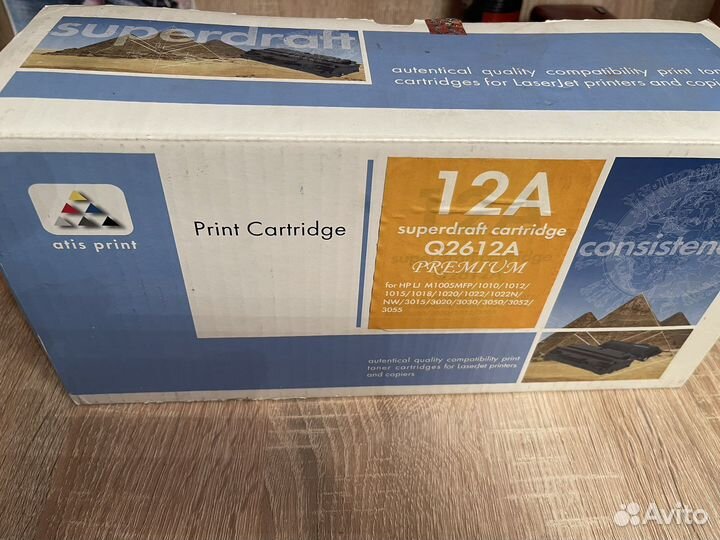 superdraft
autentical quality compatibility print ton
cartridges for LaserJet printers and copiers
atis print
Print Cartridge
12A
superdraft cartridge
Q2612A
PREMIUM
for HP LJ M1005MFP/1010/1012/
1015/1018/1020/1022/1022N/
NW/3015/3020/3030/3050/3052/
3055
consistenc
autentical quality compatibility print
toner cartridges for LaserJet printers
and copiers
Avito